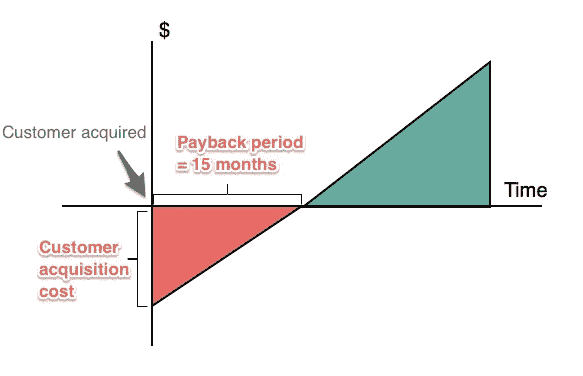 $
Customer acquired
Payback period
= 15 months
Time
Customer
acquisition
cost